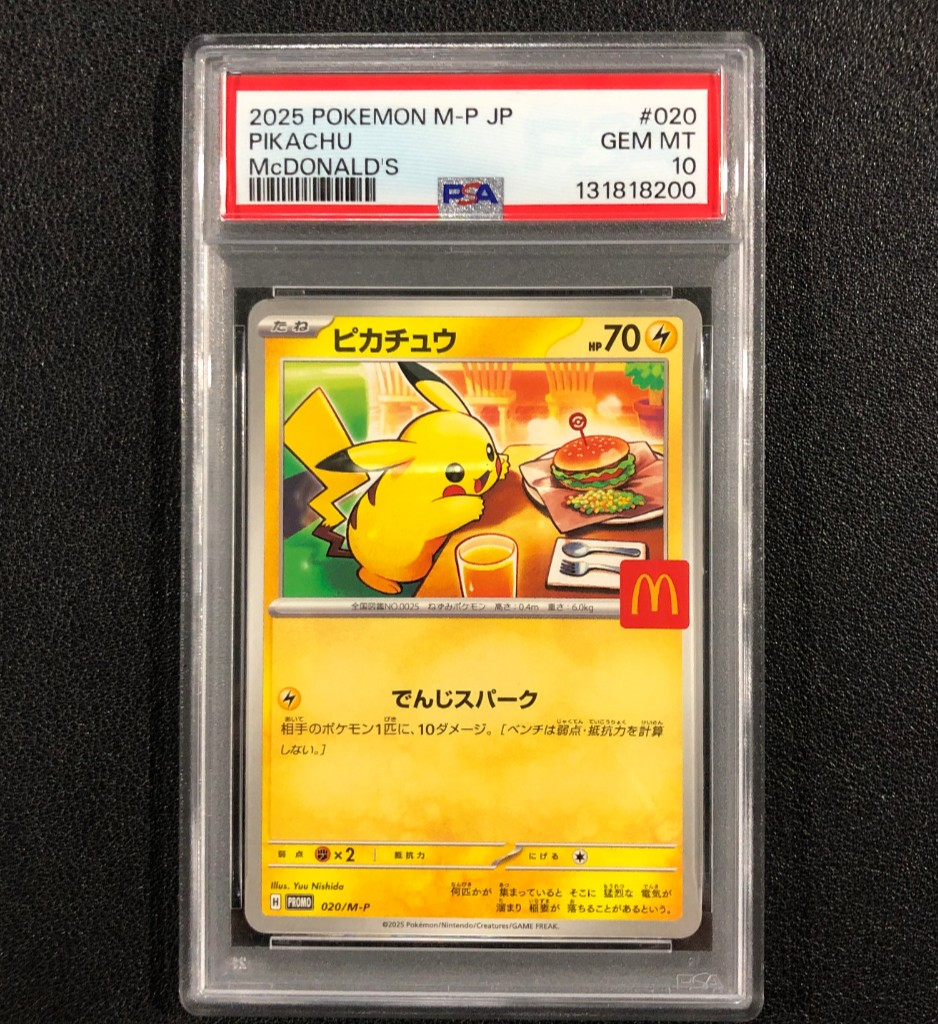 2025 POKEMON M-P JP #020
PIKACHU GEM MT
McDONALD'S 10
PSA 131818200
たね ピカチュウ HP70
全国図鑑NO.0025 ねずみポケモン 高さ:0.4m 重さ:6.0kg
M
でんじスパーク
相手のポケモン1匹に、10ダメージ。[ベンチは弱点・抵抗力を計算
しない。]
弱点 ×2 抵抗力 にげる
Illus. Yuu Nishida
何匹かが 集まっていると そこに 猛烈な 電気が
溜まり 稲妻が 落ちることがあるという。
H PROMO 020/M-P
©2025 Pokémon/Nintendo/Creatures/GAME FREAK.
PSA